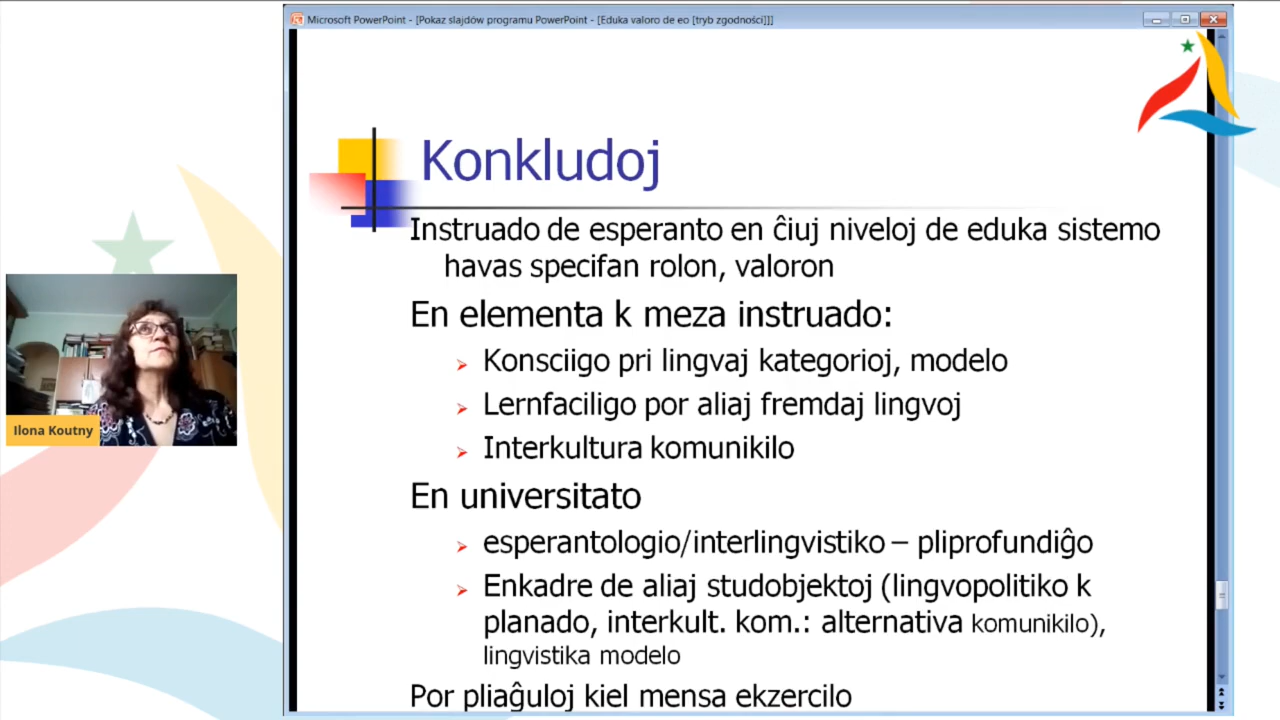 Microsoft PowerPoint - [Pokaz slajdów programu PowerPoint - [Eduka valoro de eo [tryb zgodności]]]
Konkludoj
Instruado de esperanto en ĉiuj niveloj de eduka sistemo
havas specifan rolon, valoron
En elementa k meza instruado:
Konsciigo pri lingvaj kategorioj, modelo
Lernfaciligo por aliaj fremdaj lingvoj
Interkultura komunikilo
En universitato
esperantologio/interlingvistiko – pliprofundiĝo
Enkadre de aliaj studobjektoj (lingvopolitiko k
planado, interkult. kom.: alternativa komunikilo),
lingvistika modelo
Por pliaĝuloj kiel mensa ekzercilo
Ilona Koutny